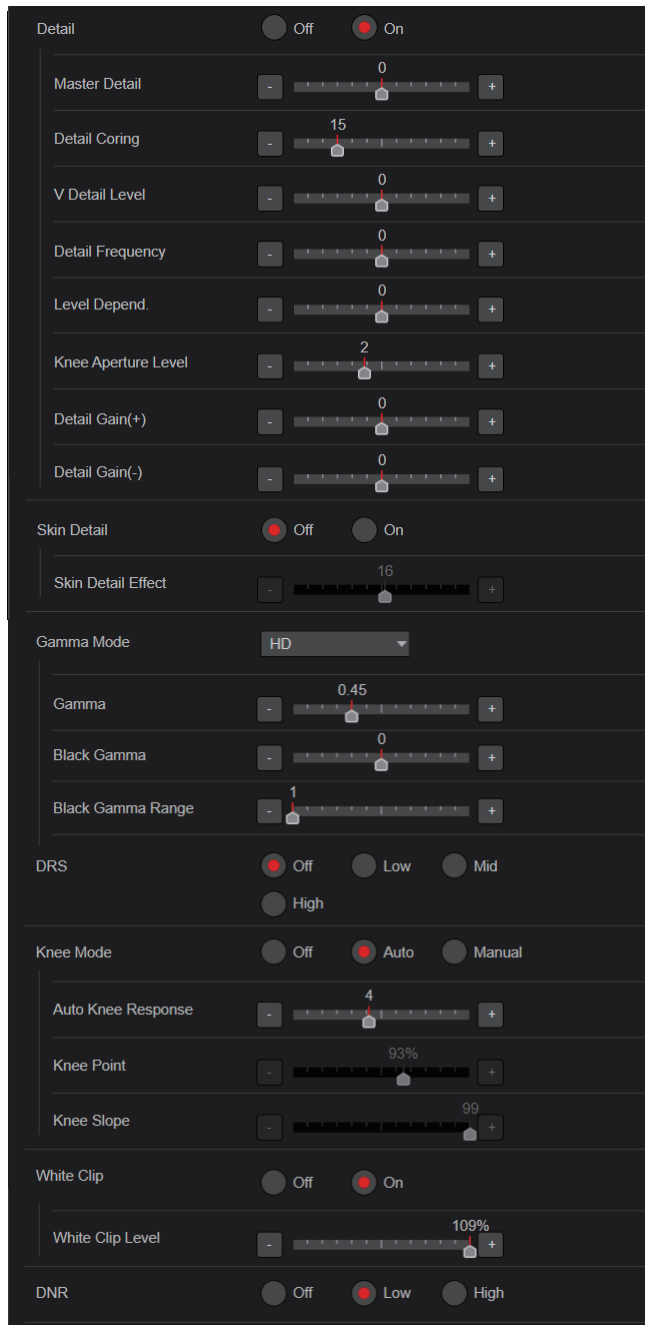 Detail Off On
0
Master Detail - +
15
Detail Coring - +
0
V Detail Level - +
0
Detail Frequency - +
0
Level Depend. - +
2
Knee Aperture Level - +
0
Detail Gain(+) - +
0
Detail Gain(-) - +
Skin Detail Off On
16
Skin Detail Effect - +
Gamma Mode HD
0.45
Gamma - +
0
Black Gamma - +
1
Black Gamma Range - +
DRS Off Low Mid
High
Knee Mode Off Auto Manual
4
Auto Knee Response - +
93%
Knee Point - +
99
Knee Slope - +
White Clip Off On
109%
White Clip Level - +
DNR Off Low High